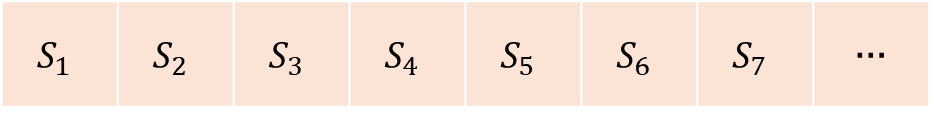 S₁ S₂ S₃ S₄ S₅ S₆ S₇ ⋯